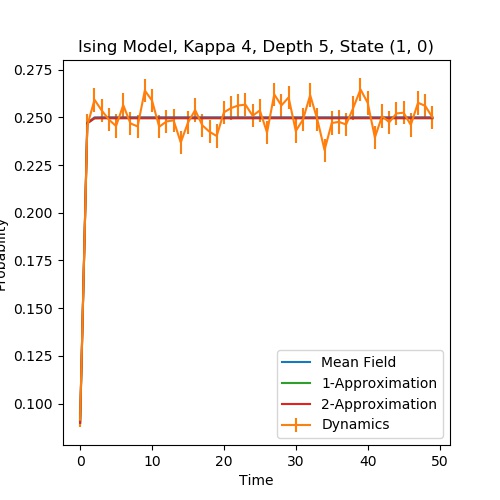 Ising Model, Kappa 4, Depth 5, State (1, 0)
0.275
0.250
0.225
0.200
0.175
0.150
0.125
0.100
Probability
0
10
20
30
40
50
Time
Mean Field
1-Approximation
2-Approximation
Dynamics